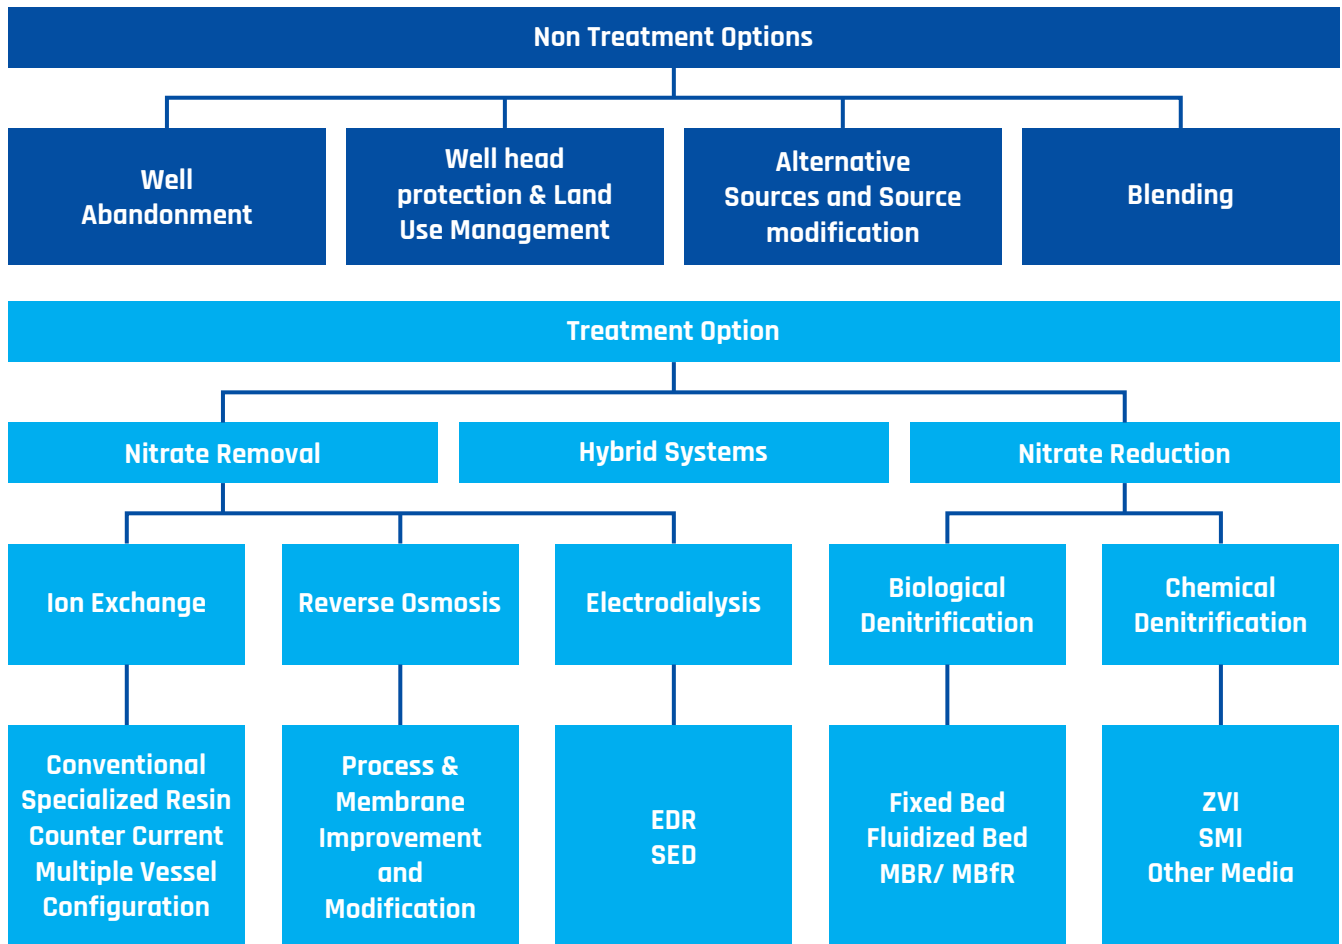 Non Treatment Options
Well
Abandonment
Well head
protection & Land
Use Management
Alternative
Sources and Source
modification
Blending
Treatment Option
Nitrate Removal
Hybrid Systems
Nitrate Reduction
Ion Exchange
Reverse Osmosis
Electrodialysis
Biological
Denitrification
Chemical
Denitrification
Conventional
Specialized Resin
Counter Current
Multiple Vessel
Configuration
Process &
Membrane
Improvement
and
Modification
EDR
SED
Fixed Bed
Fluidized Bed
MBR/ MBfR
ZVI
SMI
Other Media